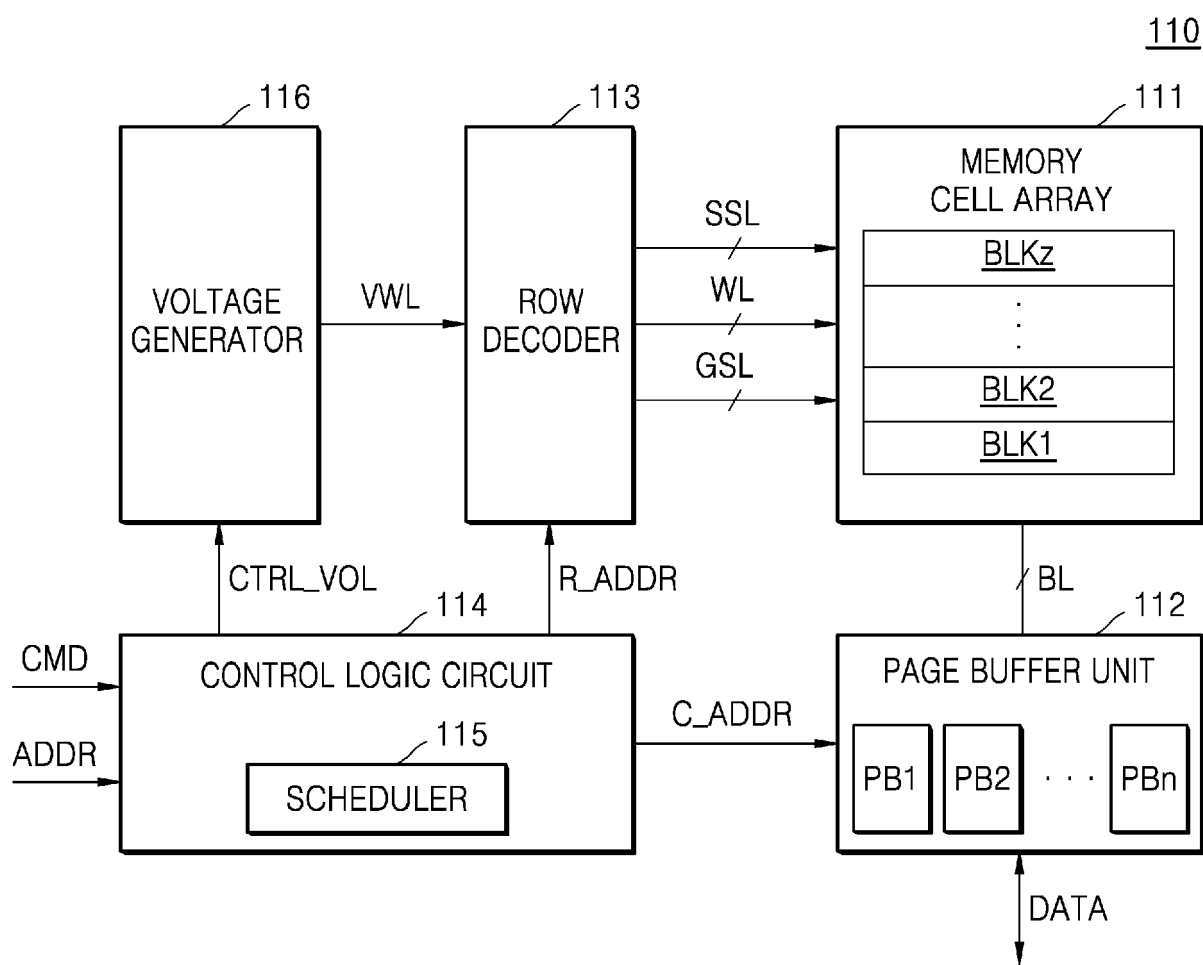 110
116
113
111
VOLTAGE
GENERATOR
VWL
ROW
DECODER
SSL
WL
GSL
MEMORY
CELL ARRAY
BLKz
BLK2
BLK1
CTRL_VOL
R_ADDR
BL
114
112
CMD
ADDR
CONTROL LOGIC CIRCUIT
115
SCHEDULER
C_ADDR
PAGE BUFFER UNIT
PB1 PB2 · · · PBn
DATA